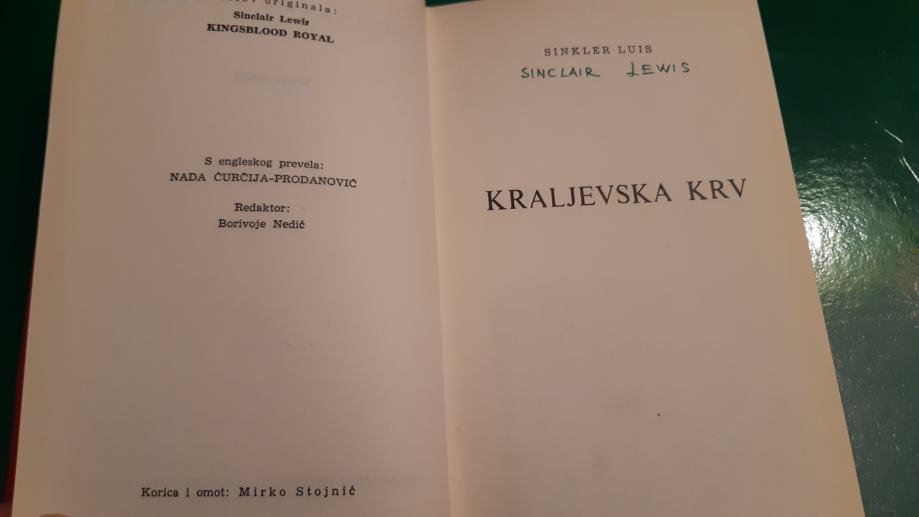 originala:
Sinclair Lewis
KINGSBLOOD ROYAL
S engleskog prevela:
NADA ĆURČIJA-PRODANOVIĆ
Redaktor:
Borivoje Nedić
Korica i omot: Mirko Stojnić
SINKLER LUIS
SINCLAIR LEWIS
KRALJEVSKA KRV